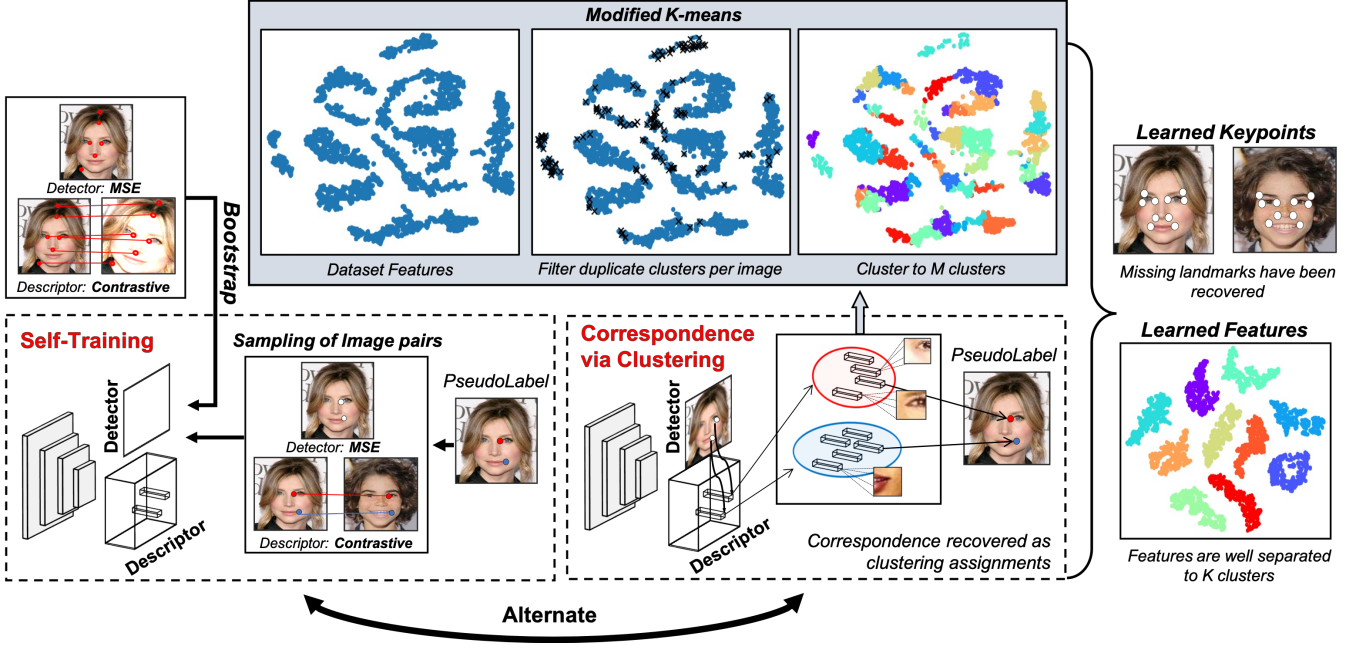 Modified K-means
Dataset Features
Filter duplicate clusters per image
Cluster to M clusters
Detector: MSE
Descriptor: Contrastive
Bootstrap
Self-Training
Sampling of Image pairs
Detector
Descriptor
Detector: MSE
Descriptor: Contrastive
PseudoLabel
Correspondence
via Clustering
Detector
Descriptor
PseudoLabel
Correspondence recovered as
clustering assignments
Alternate
Learned Keypoints
Missing landmarks have been
recovered
Learned Features
Features are well separated
to K clusters